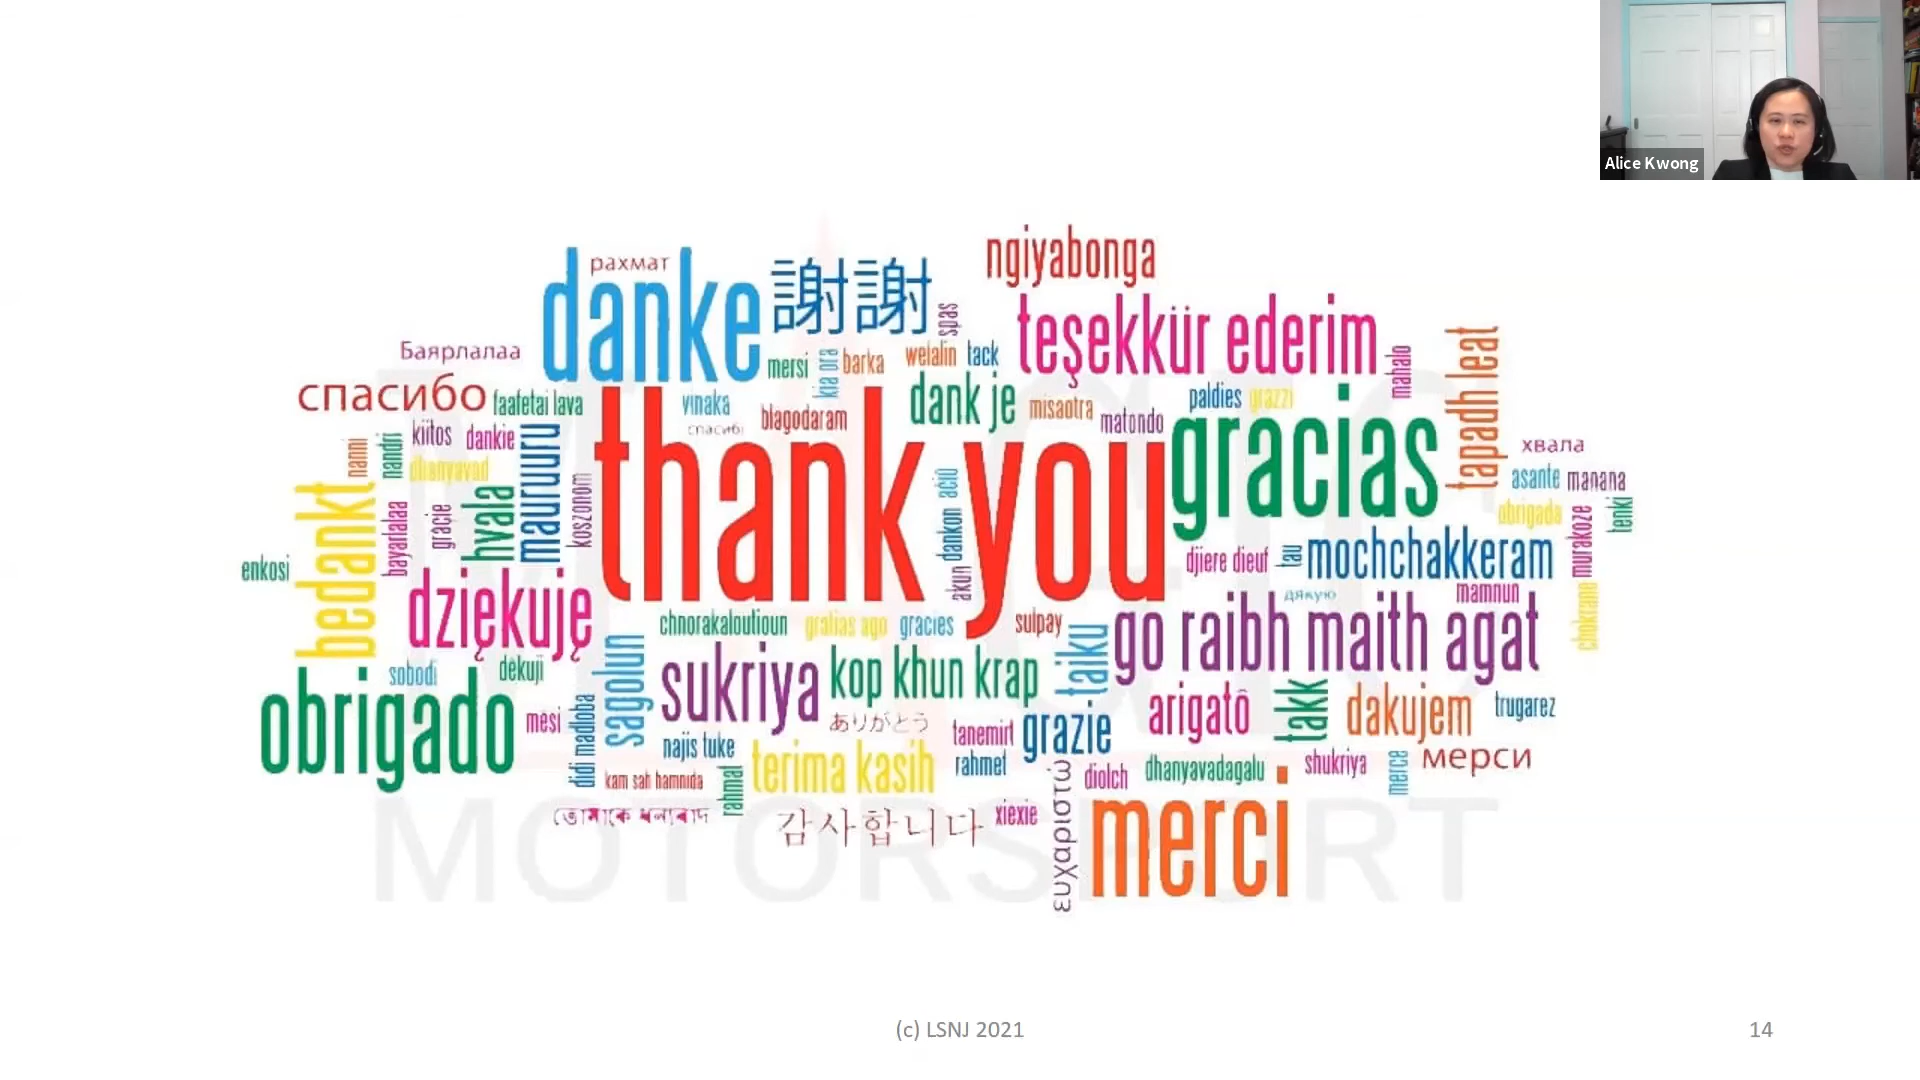 Alice Kwong
ngiyabonga
рахмат
danke
謝謝
spas
teşekkür ederim
tapadh leat
Баярлалаа
mersi
kia ora
barka
welalin
tack
mahalo
спасибо
faafetai lava
vinaka
спасибі
blagodaram
dank je
misaotra
matondo
paldies
grazzi
gracias
nanni
nandri
kiitos
dankie
dhanyavad
mauruuru
thank you
хвала
asante
manana
bedankt
bayarlalaa
gracie
hvala
koszonom
ačiū
dankon
akun
obrigada
murakoze
tenki
enkosi
djiere dieuf
tau
mochchakkeram
дякую
mamnun
chokrane
dziękuję
chnorakaloutioun
gratias ago
gracies
sulpay
go raibh maith agat
sobodi
dekuji
sagolun
sukriya
kop khun krap
taiku
obrigado
mési
didi madloba
ありがとう
tanemirt
grazie
arigatô
takk
dakujem
trugarez
najis tuke
terima kasih
rahmet
shukriya
merce
мерси
kam sah hamnida
rahmat
diolch
dhanyavadagalu
감사합니다
xiexie
ευχαριστώ
merci
MOTORSPORT
(c) LSNJ 2021
14